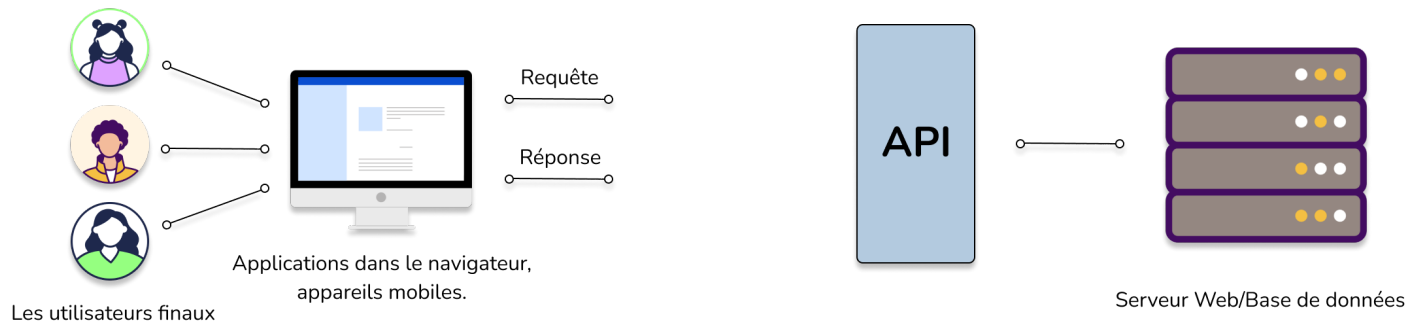 Requête
Réponse
API
Applications dans le navigateur,
appareils mobiles.
Les utilisateurs finaux
Serveur Web/Base de données